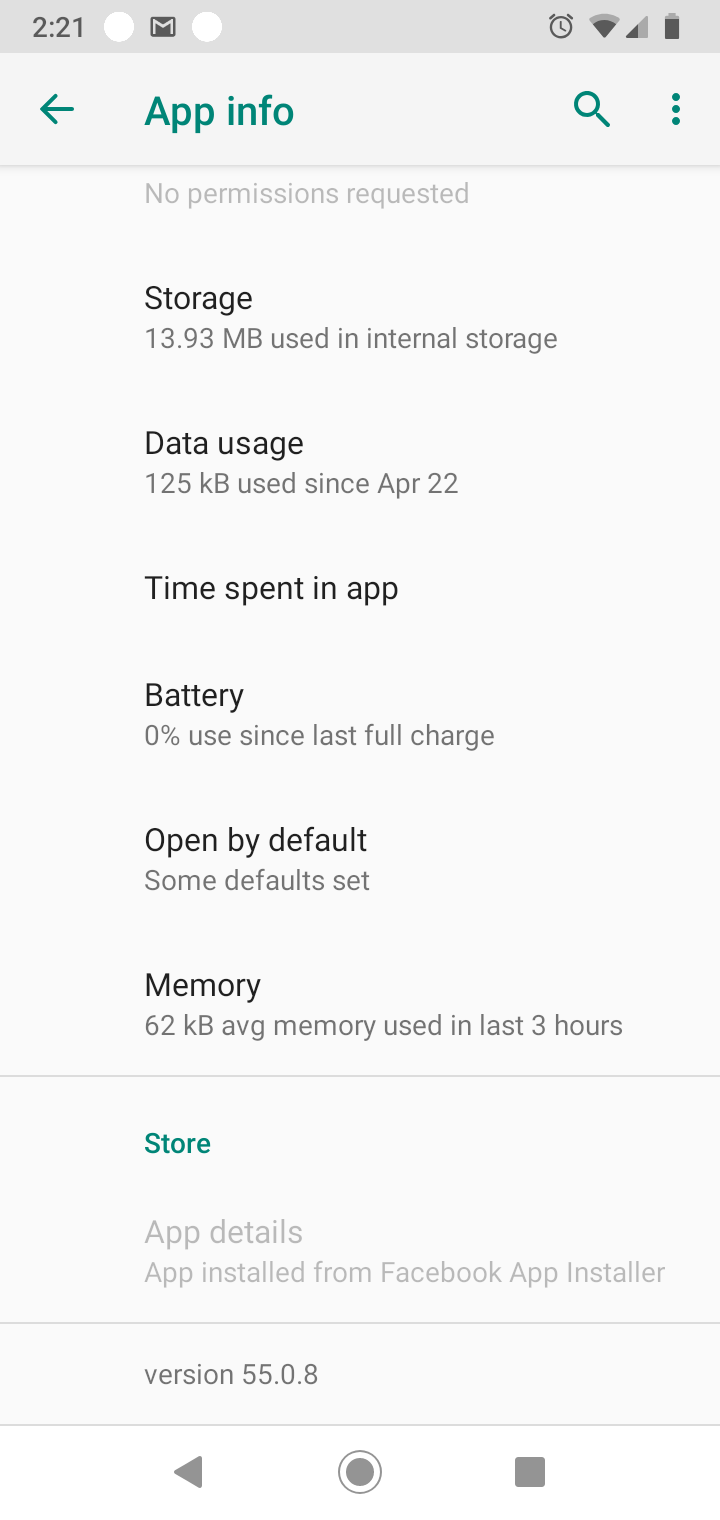 2:21
App info
No permissions requested
Storage
13.93 MB used in internal storage
Data usage
125 kB used since Apr 22
Time spent in app
Battery
0% use since last full charge
Open by default
Some defaults set
Memory
62 kB avg memory used in last 3 hours
Store
App details
App installed from Facebook App Installer
version 55.0.8